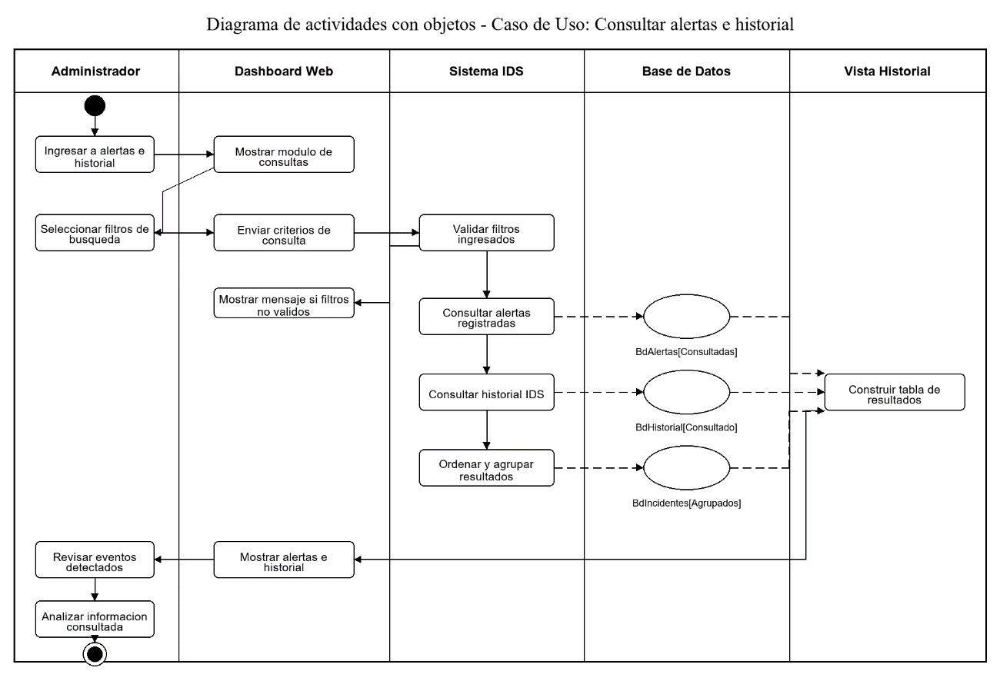 Diagrama de actividades con objetos - Caso de Uso: Consultar alertas e historial
Administrador
Dashboard Web
Sistema IDS
Base de Datos
Vista Historial
Ingresar a alertas e
historial
Mostrar modulo de
consultas
Seleccionar filtros de
busqueda
Enviar criterios de
consulta
Validar filtros
ingresados
Mostrar mensaje si filtros
no validos
Consultar alertas
registradas
BdAlertas[Consultadas]
Consultar historial IDS
BdHistorial[Consultado]
Construir tabla de
resultados
Ordenar y agrupar
resultados
BdIncidentes[Agrupados]
Revisar eventos
detectados
Mostrar alertas e
historial
Analizar informacion
consultada